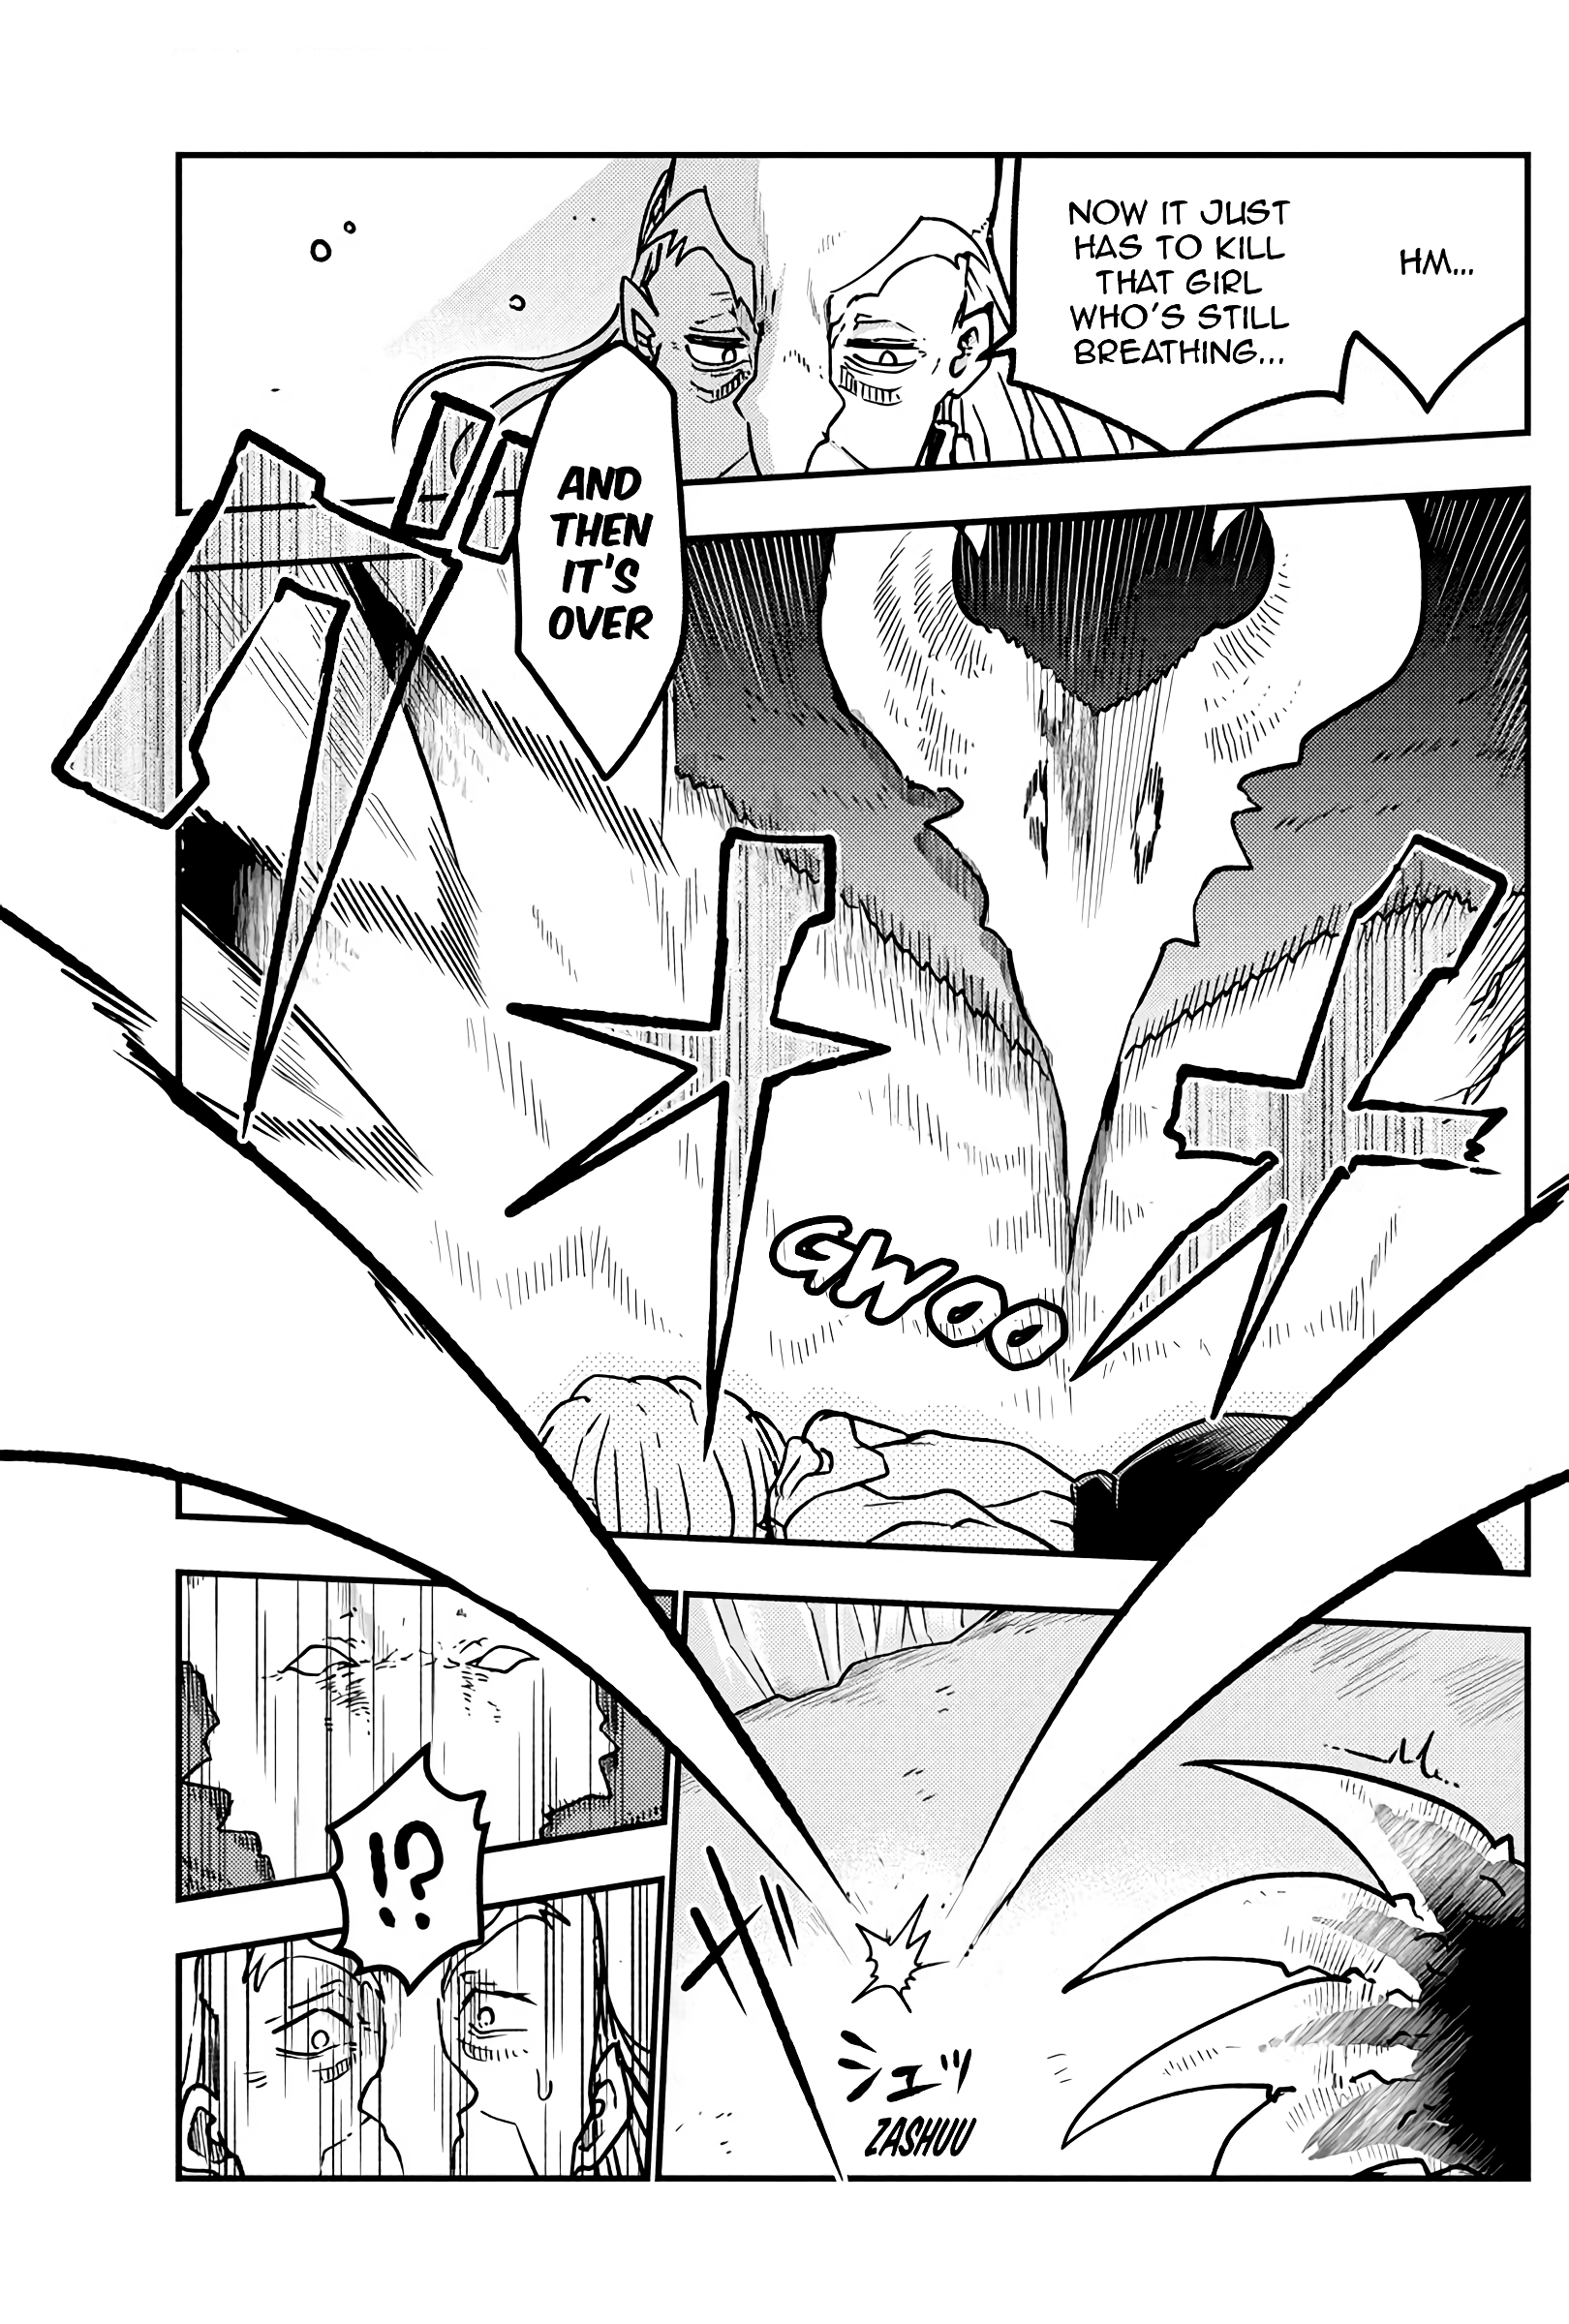 HM...
NOW IT JUST
HAS TO KILL
THAT GIRL
WHO'S STILL
BREATHING...
AND
THEN
IT'S
OVER
GWOO
ザシュッ
ZASHUU
!?